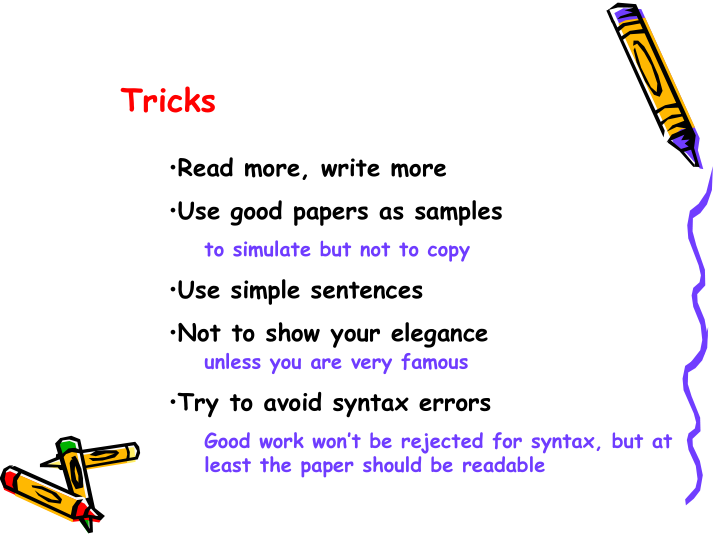 Tricks
•Read more, write more
•Use good papers as samples
to simulate but not to copy
•Use simple sentences
•Not to show your elegance
unless you are very famous
•Try to avoid syntax errors
Good work won't be rejected for syntax, but at
least the paper should be readable